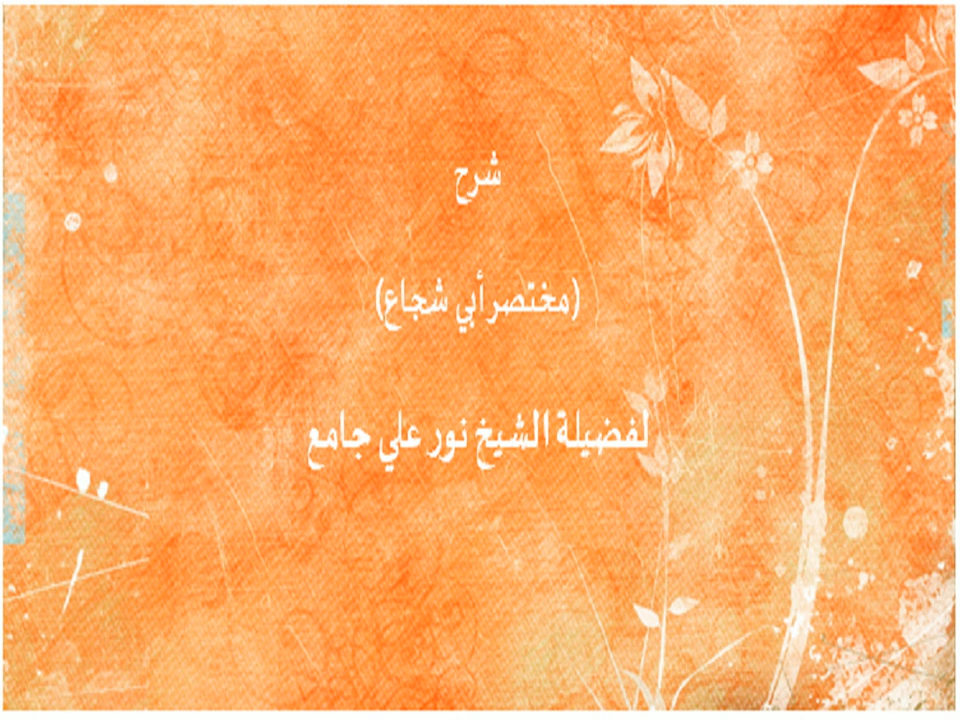 شرح
(مختصر أبي شجاع)
لفضيلة الشيخ نور علي جامع